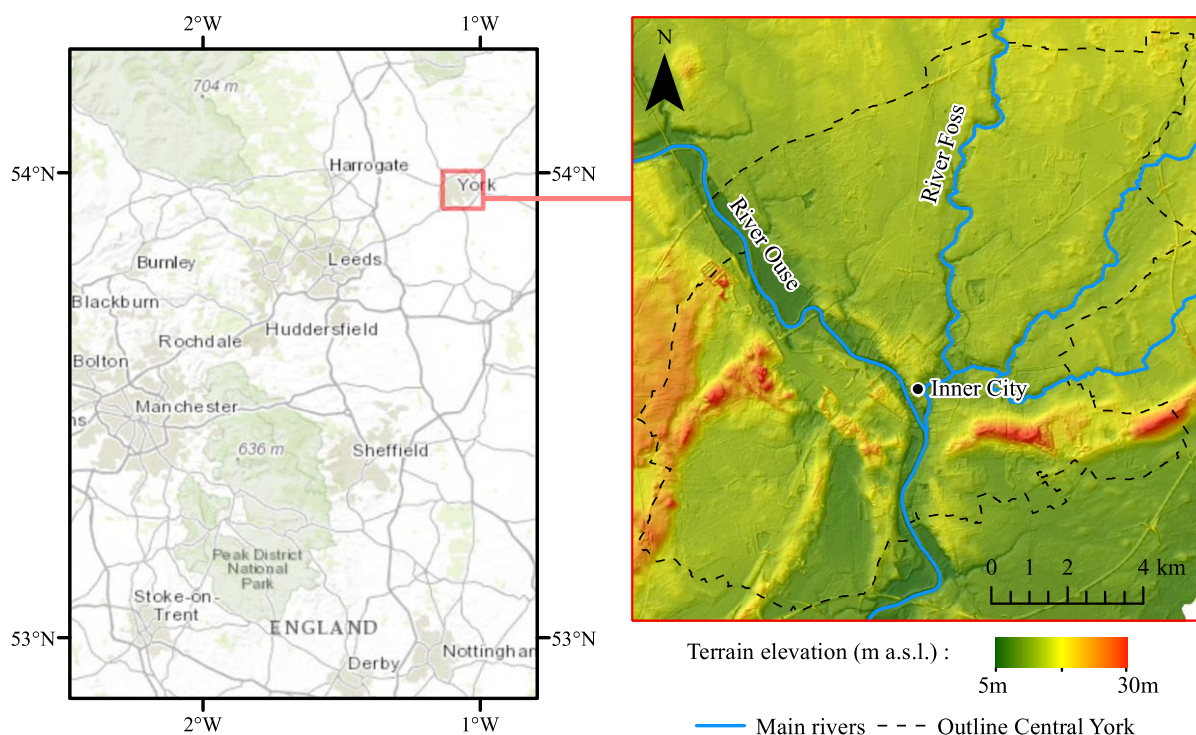 2°W
1°W
704 m
54°N
Harrogate
York
54°N
Burnley
Leeds
Blackburn
Rochdale
Huddersfield
Bolton
Manchester
ns
636 m
Sheffield
Peak District
National
Park
Stoke-on-
Trent
ENGLAND
53°N
53°N
Nottinghar
Derby
2°W
1°W
N
River Foss
River Ouse
Inner City
0 1 2 4 km
Terrain elevation (m a.s.l.) :
5m 30m
Main rivers Outline Central York